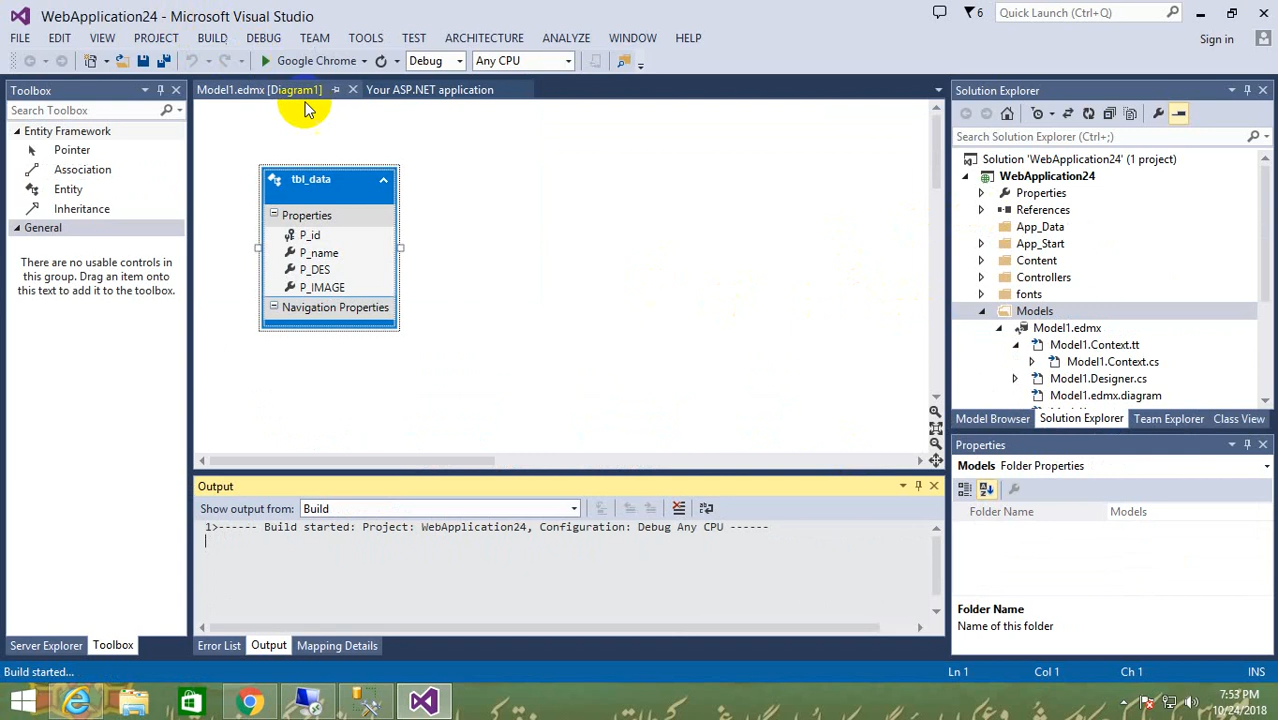 WebApplication24 - Microsoft Visual Studio
6
Quick Launch (Ctrl+Q)
FILE EDIT VIEW PROJECT BUILD DEBUG TEAM TOOLS TEST ARCHITECTURE ANALYZE WINDOW HELP
Sign in
Google Chrome
Debug
Any CPU
Toolbox
Search Toolbox
Entity Framework
Pointer
Association
Entity
Inheritance
General
There are no usable controls in
this group. Drag an item onto
this text to add it to the toolbox.
Server Explorer Toolbox
Model1.edmx [Diagram1]
Your ASP.NET application
tbl_data
Properties
P_id
P_name
P_DES
P_IMAGE
Navigation Properties
Output
Show output from: Build
1>------ Build started: Project: WebApplication24, Configuration: Debug Any CPU ------
Error List Output Mapping Details
Solution Explorer
Search Solution Explorer (Ctrl+;)
Solution 'WebApplication24' (1 project)
WebApplication24
Properties
References
App_Data
App_Start
Content
Controllers
fonts
Models
Model1.edmx
Model1.Context.tt
Model1.Context.cs
Model1.Designer.cs
Model1.edmx.diagram
Model Browser Solution Explorer Team Explorer Class View
Properties
Models Folder Properties
Folder Name Models
Folder Name
Name of this folder
Build started...
Ln 1 Col 1 Ch 1 INS
7:53 PM
10/24/2018